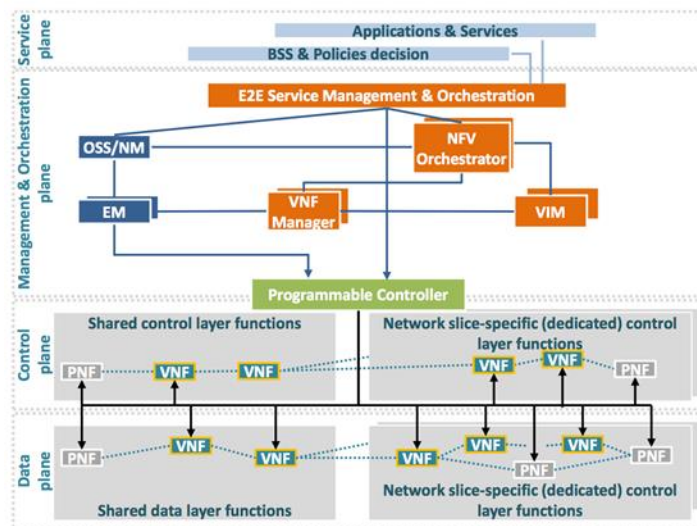 Service
plane
Applications & Services
BSS & Policies decision
Management & Orchestration
plane
E2E Service Management & Orchestration
OSS/NM
NFV
Orchestrator
EM
VNF
Manager
VIM
Programmable Controller
Control
plane
Shared control layer functions
Network slice-specific (dedicated) control
layer functions
PNF
VNF
VNF
VNF
VNF
PNF
Data
plane
PNF
VNF
VNF
VNF
VNF
PNF
VNF
PNF
Shared data layer functions
Network slice-specific (dedicated) control
layer functions